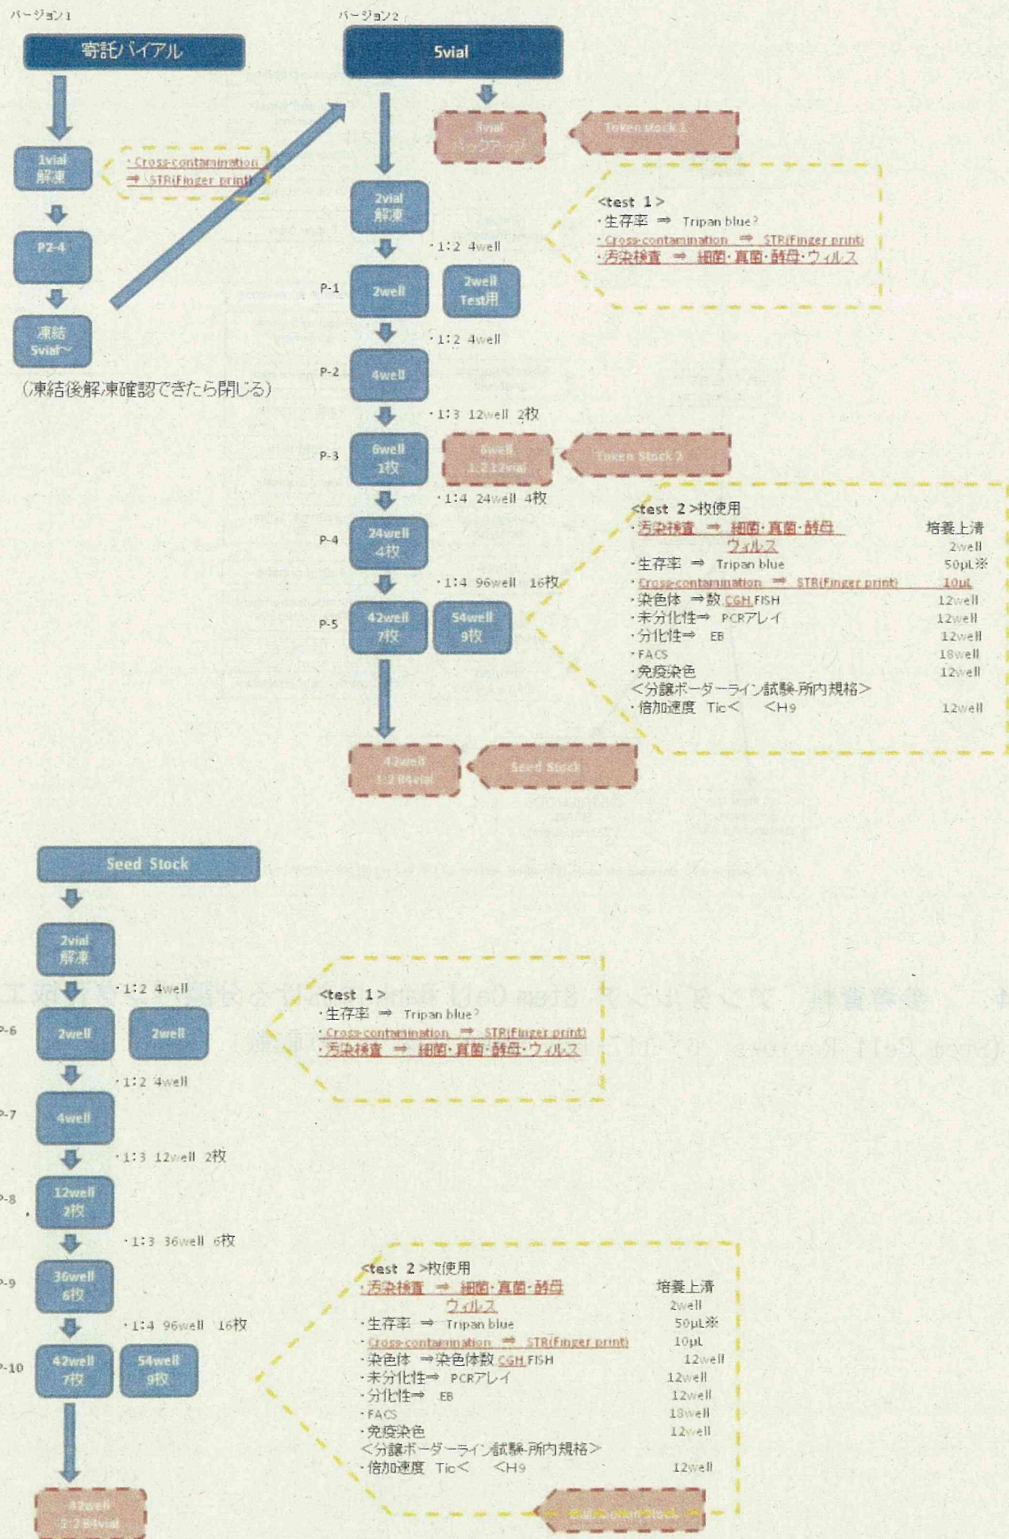 バージョン1
寄託バイアル
1vial
解凍
・Cross-contamination
⇒ STR(Finger print)
P2-4
凍結
5vial～
(凍結後解凍確認できたら閉じる)
バージョン2
5vial
3vial
バックアップ
Token stock 1
2vial
解凍
<test 1>
・生存率 ⇒ Tripan blue?
・Cross-contamination ⇒ STR(Finger print)
・汚染検査 ⇒ 細菌・真菌・酵母・ウィルス
・1:2 4well
P-1
2well
2well
Test用
・1:2 4well
P-2
4well
・1:3 12well 2枚
P-3
6well
1枚
6well
1:2 12vial
Token Stock 2
・1:4 24well 4枚
P-4
24well
4枚
・1:4 96well 16枚
P-5
42well
7枚
54well
9枚
<test 2>枚使用
・汚染検査 ⇒ 細菌・真菌・酵母 培養上清
ウィルス 2well
・生存率 ⇒ Tripan blue 50μL※
・Cross-contamination ⇒ STR(Finger print) 10μL
・染色体 ⇒数,CGH,FISH 12well
・未分化性⇒ PCRアレイ 12well
・分化性⇒ EB 12well
・FACS 18well
・免疫染色 12well
＜分譲ボーダーライン試験-所内規格＞
・倍加速度 Tic< <H9 12well
42well
1:2 84vial
Seed Stock
Seed Stock
2vial
解凍
・1:2 4well
P-6
2well
2well
<test 1>
・生存率 ⇒ Tripan blue?
・Cross-contamination ⇒ STR(Finger print)
・汚染検査 ⇒ 細菌・真菌・酵母・ウィルス
・1:2 4well
P-7
4well
・1:3 12well 2枚
P-8
12well
2枚
・1:3 36well 6枚
P-9
36well
6枚
・1:4 96well 16枚
P-10
42well
7枚
54well
9枚
<test 2>枚使用
・汚染検査 ⇒ 細菌・真菌・酵母 培養上清
ウィルス 2well
・生存率 ⇒ Tripan blue 50μL※
・Cross-contamination ⇒ STR(Finger print) 10μL
・染色体 ⇒染色体数,CGH,FISH 12well
・未分化性⇒ PCRアレイ 12well
・分化性⇒ EB 12well
・FACS 18well
・免疫染色 12well
＜分譲ボーダーライン試験-所内規格＞
・倍加速度 Tic< <H9 12well
42well
1:2 84vial
Distribution Stock